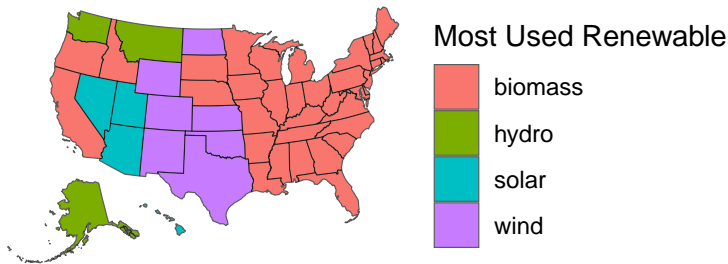 Most Used Renewable
biomass
hydro
solar
wind